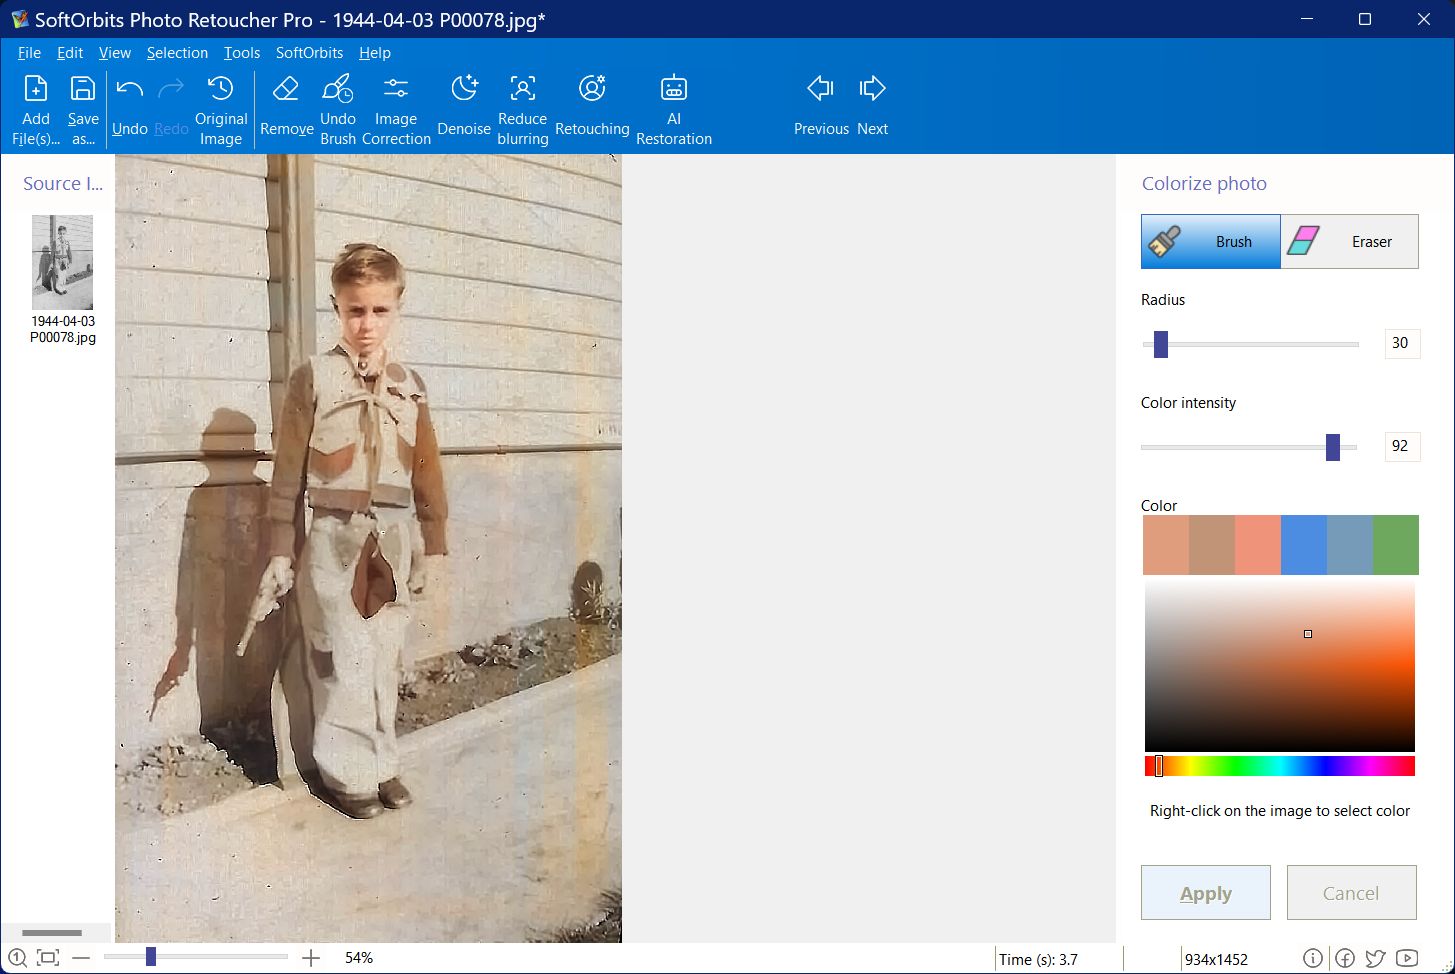 SoftOrbits Photo Retoucher Pro - 1944-04-03 P00078.jpg*
File Edit View Selection Tools SoftOrbits Help
Add File(s)...
Save as...
Undo
Redo
Original Image
Remove
Undo Brush
Image Correction
Denoise
Reduce blurring
Retouching
AI Restoration
Previous
Next
Source I...
1944-04-03
P00078.jpg
Colorize photo
Brush
Eraser
Radius
30
Color intensity
92
Color
Right-click on the image to select color
Apply
Cancel
1
54%
Time (s): 3.7
934x1452